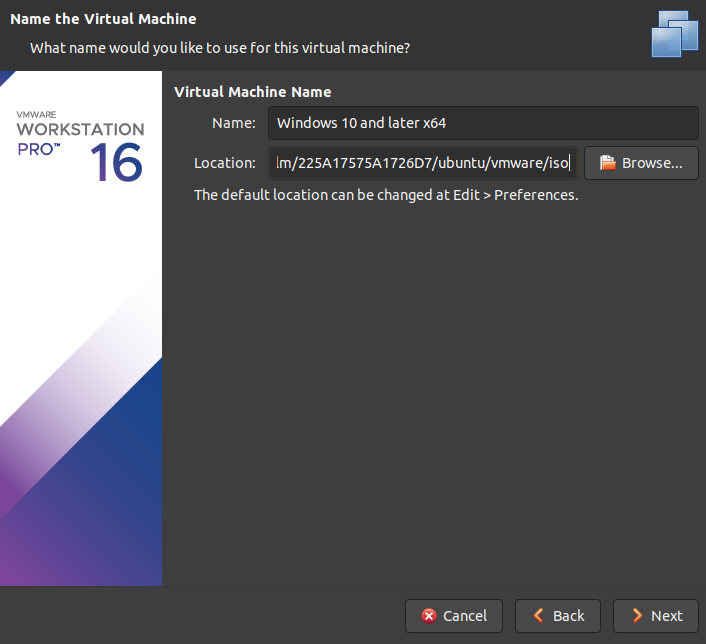 Name the Virtual Machine
What name would you like to use for this virtual machine?
VMWARE
WORKSTATION
PRO™ 16
Virtual Machine Name
Name: Windows 10 and later x64
Location: lm/225A17575A1726D7/ubuntu/vmware/iso Browse...
The default location can be changed at Edit > Preferences.
Cancel Back Next